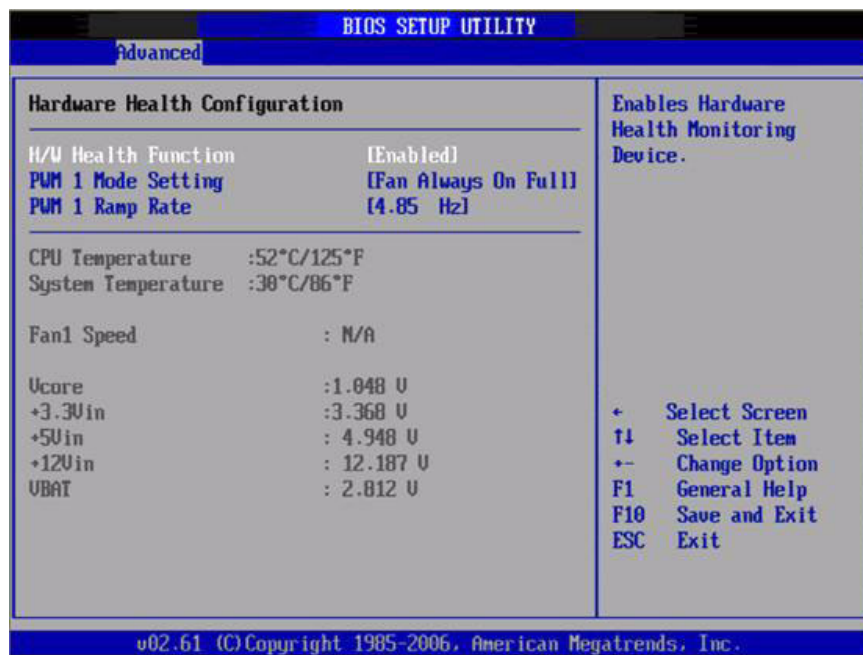 BIOS SETUP UTILITY
Advanced
Hardware Health Configuration
H/W Health Function [Enabled]
PWM 1 Mode Setting [Fan Always On Full]
PWM 1 Ramp Rate [4.85 Hz]
CPU Temperature :52°C/125°F
System Temperature :30°C/86°F
Fan1 Speed : N/A
Vcore :1.048 V
+3.3Vin :3.368 V
+5Vin : 4.948 V
+12Vin : 12.187 V
VBAT : 2.812 V
Enables Hardware
Health Monitoring
Device.
← Select Screen
↑↓ Select Item
+- Change Option
F1 General Help
F10 Save and Exit
ESC Exit
v02.61 (C)Copyright 1985-2006, American Megatrends, Inc.